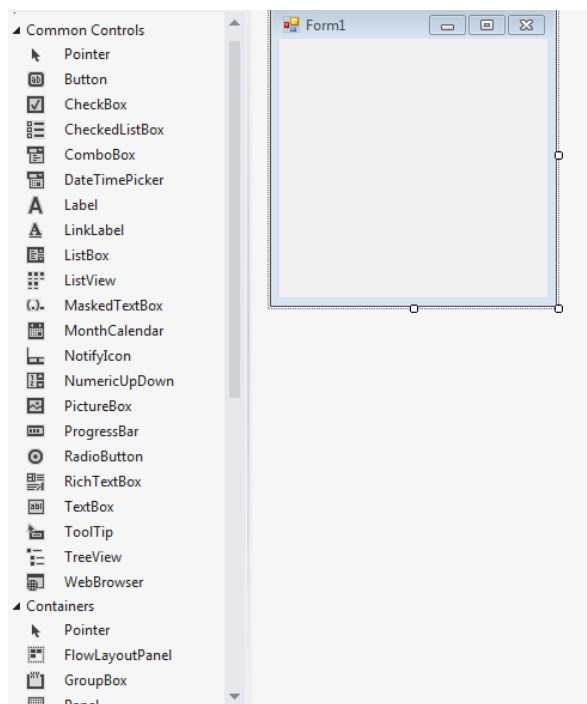 Common Controls
Pointer
Button
CheckBox
CheckedListBox
ComboBox
DateTimePicker
Label
LinkLabel
ListBox
ListView
MaskedTextBox
MonthCalendar
NotifyIcon
NumericUpDown
PictureBox
ProgressBar
RadioButton
RichTextBox
TextBox
ToolTip
TreeView
WebBrowser
Containers
Pointer
FlowLayoutPanel
GroupBox
Panel
Form1